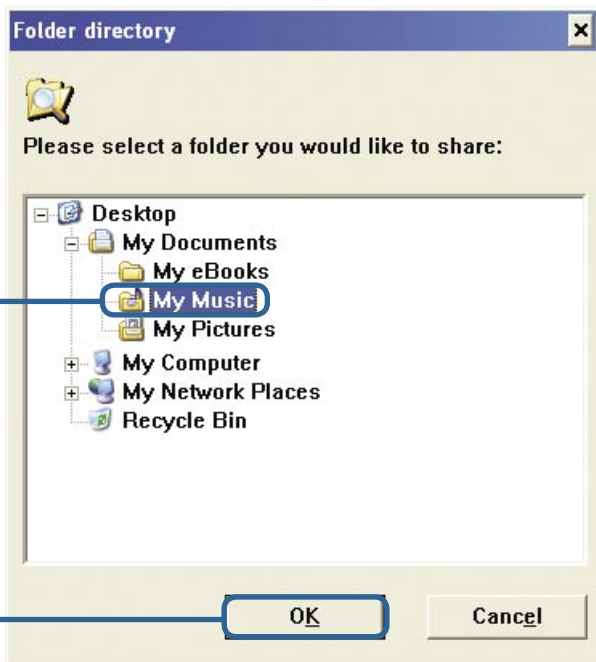 Folder directory
Please select a folder you would like to share:
Desktop
My Documents
My eBooks
My Music
My Pictures
My Computer
My Network Places
Recycle Bin
OK Cancel